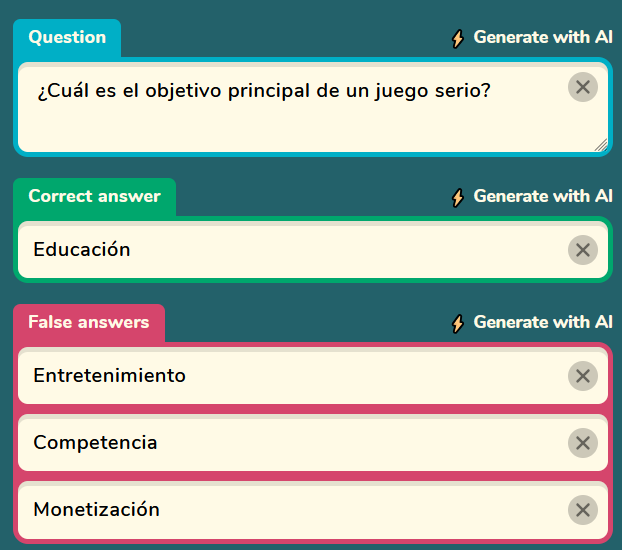 Question
Generate with AI
¿Cuál es el objetivo principal de un juego serio?
Correct answer
Generate with AI
Educación
False answers
Generate with AI
Entretenimiento
Competencia
Monetización